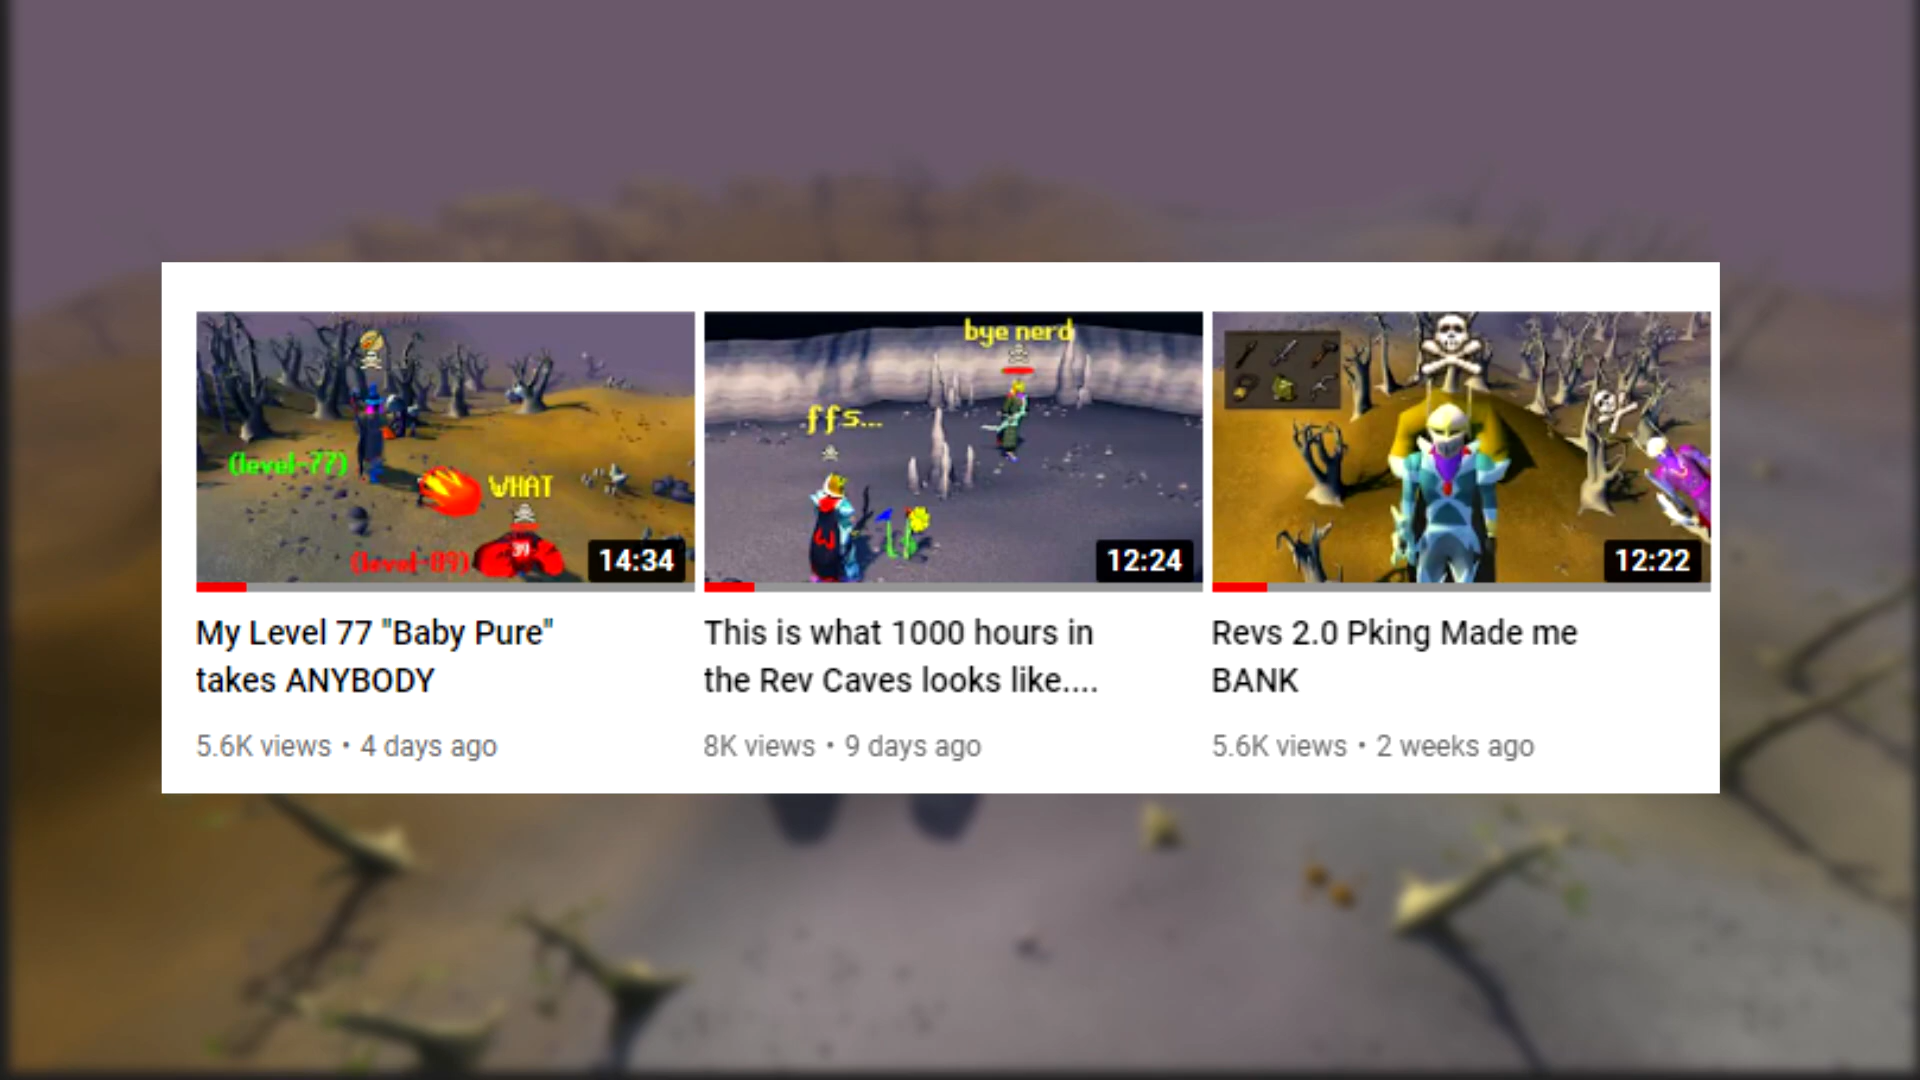 bye nerd
ffs...
(level-77)
WHAT
39
(level-89)
14:34
12:24
12:22
My Level 77 "Baby Pure"
takes ANYBODY
5.6K views • 4 days ago
This is what 1000 hours in
the Rev Caves looks like....
8K views • 9 days ago
Revs 2.0 Pking Made me
BANK
5.6K views • 2 weeks ago